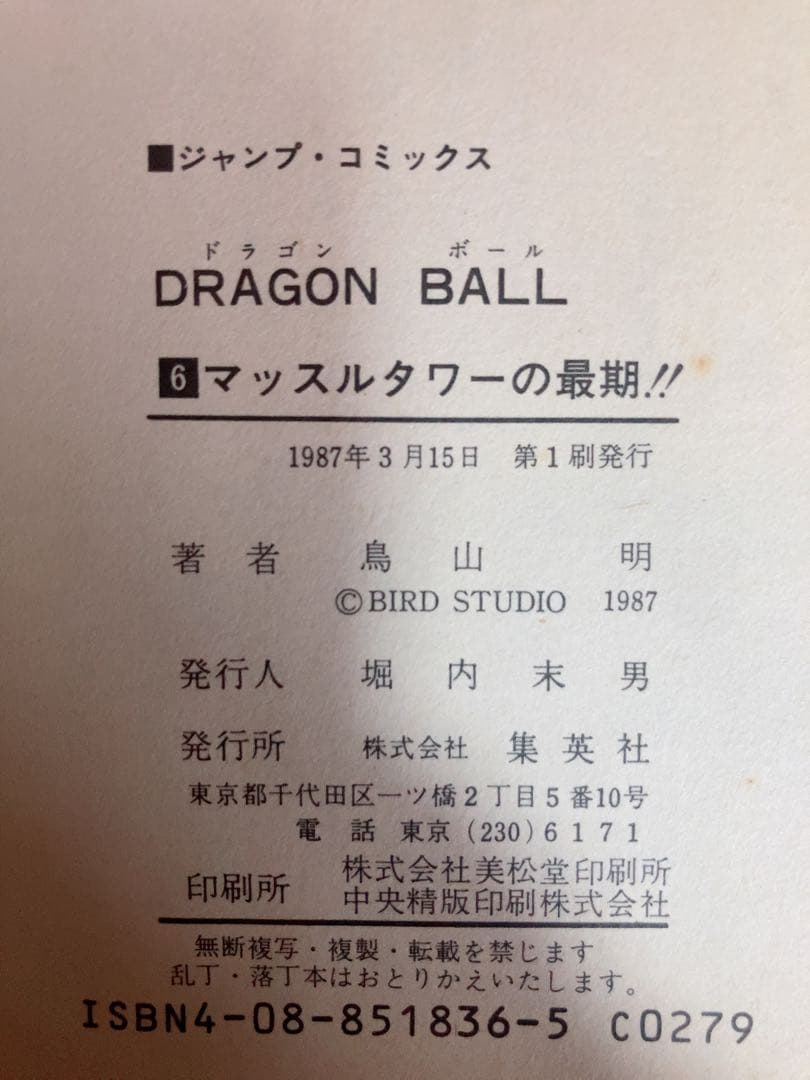 ■ジャンプ・コミックス
ドラゴン ボール
DRAGON BALL
6マッスルタワーの最期!!
1987年3月15日 第1刷発行
著者 鳥山 明
©BIRD STUDIO 1987
発行人 堀内末男
発行所 株式会社 集英社
東京都千代田区一ツ橋2丁目5番10号
電話 東京(230)6171
印刷所 株式会社美松堂印刷所
中央精版印刷株式会社
無断複写・複製・転載を禁じます
乱丁・落丁本はおとりかえいたします。
ISBN4-08-851836-5 C0279